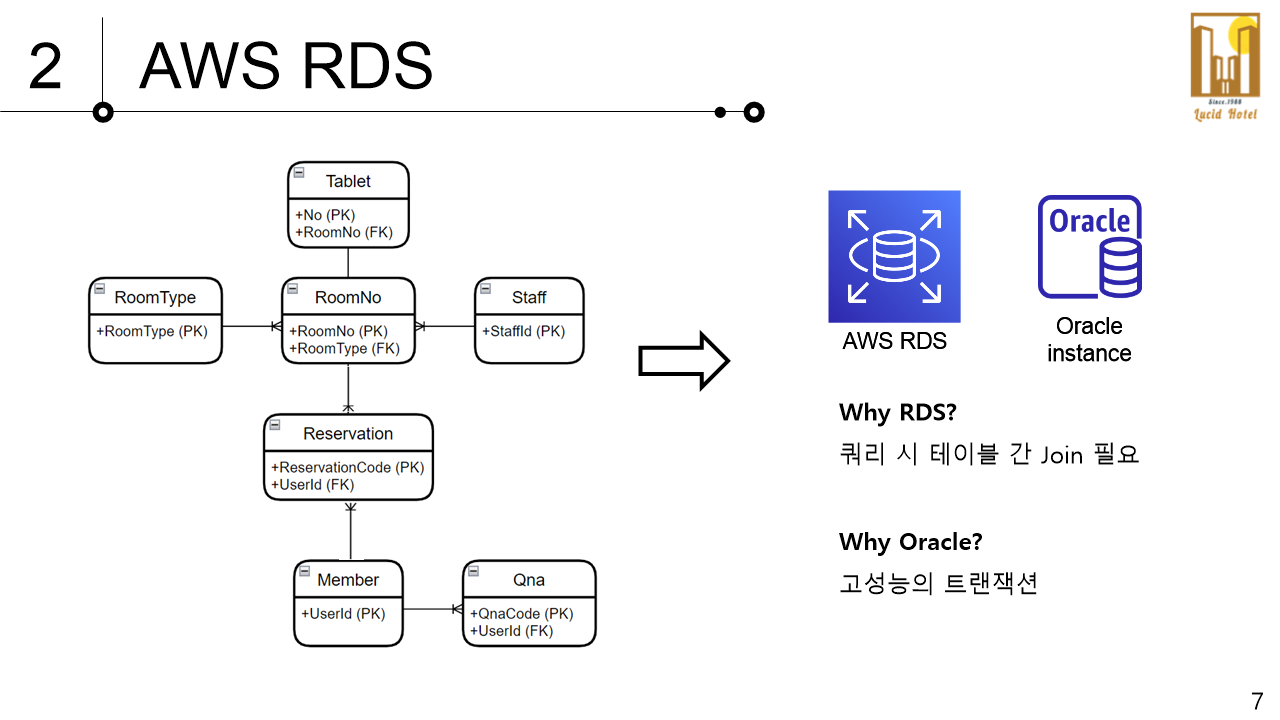 2
AWS RDS
Since.1988
Lucid Hotel
Tablet
+No (PK)
+RoomNo (FK)
RoomType
+RoomType (PK)
RoomNo
+RoomNo (PK)
+RoomType (FK)
Staff
+StaffId (PK)
Reservation
+ReservationCode (PK)
+UserId (FK)
Member
+UserId (PK)
Qna
+QnaCode (PK)
+UserId (FK)
Oracle
AWS RDS
Oracle
instance
Why RDS?
쿼리 시 테이블 간 Join 필요
Why Oracle?
고성능의 트랜잭션
7